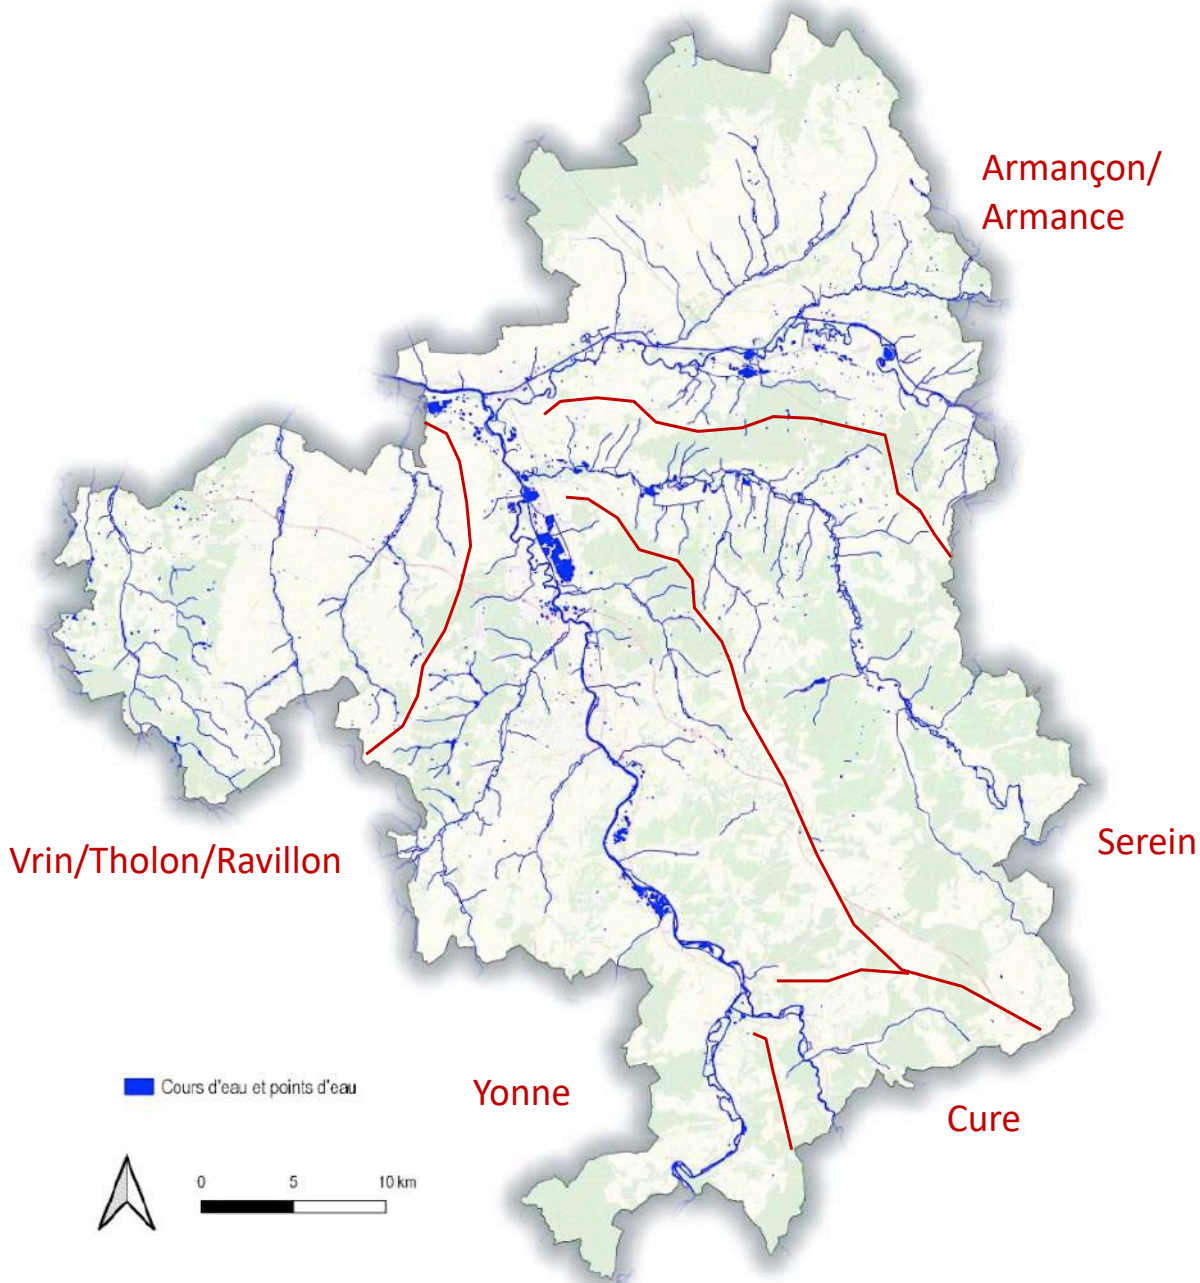 Armançon/
Armance
Vrin/Tholon/Ravillon
Serein
Yonne
Cure
Cours d'eau et points d'eau
0 5 10 km